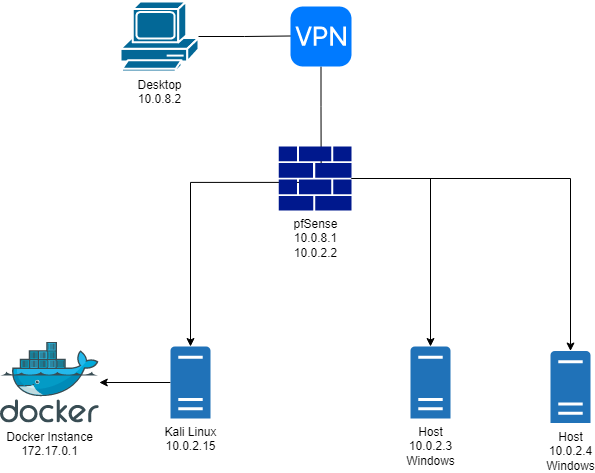 VPN
Desktop
10.0.8.2
pfSense
10.0.8.1
10.0.2.2
docker
Docker Instance
172.17.0.1
Kali Linux
10.0.2.15
Host
10.0.2.3
Windows
Host
10.0.2.4
Windows